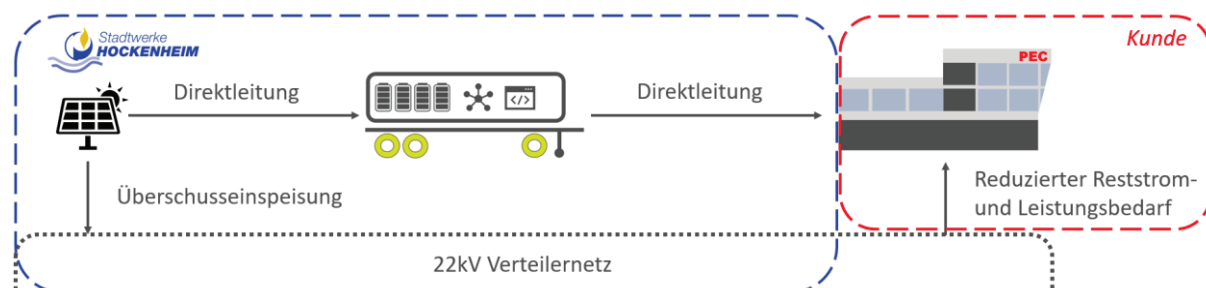 Stadtwerke
HOCKENHEIM
Kunde
PEC
Direktleitung
</>
Direktleitung
Überschusseinspeisung
Reduzierter Reststrom-
und Leistungsbedarf
22kV Verteilernetz